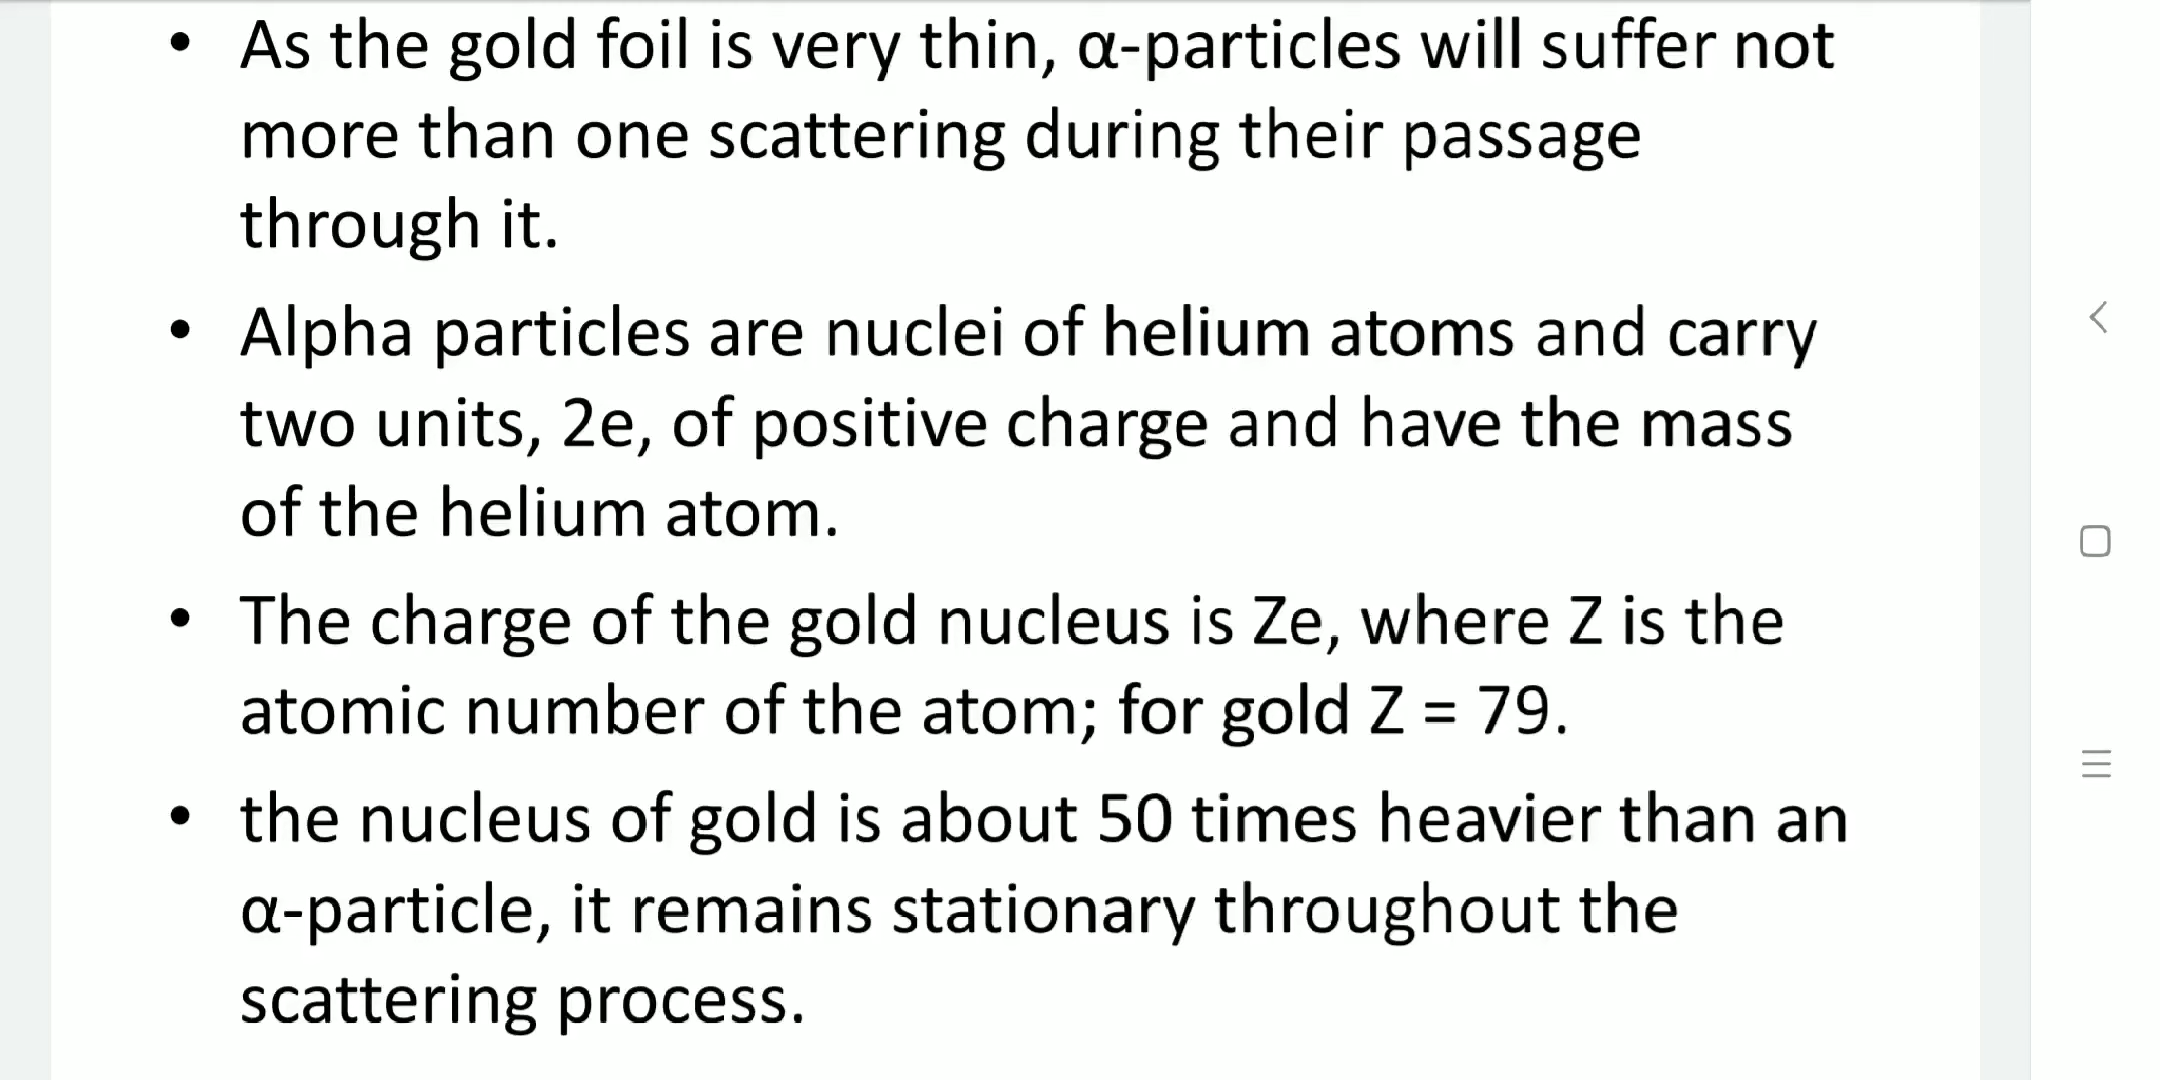 • As the gold foil is very thin, α-particles will suffer not
more than one scattering during their passage
through it.
• Alpha particles are nuclei of helium atoms and carry
two units, 2e, of positive charge and have the mass
of the helium atom.
• The charge of the gold nucleus is Ze, where Z is the
atomic number of the atom; for gold Z = 79.
• the nucleus of gold is about 50 times heavier than an
α-particle, it remains stationary throughout the
scattering process.